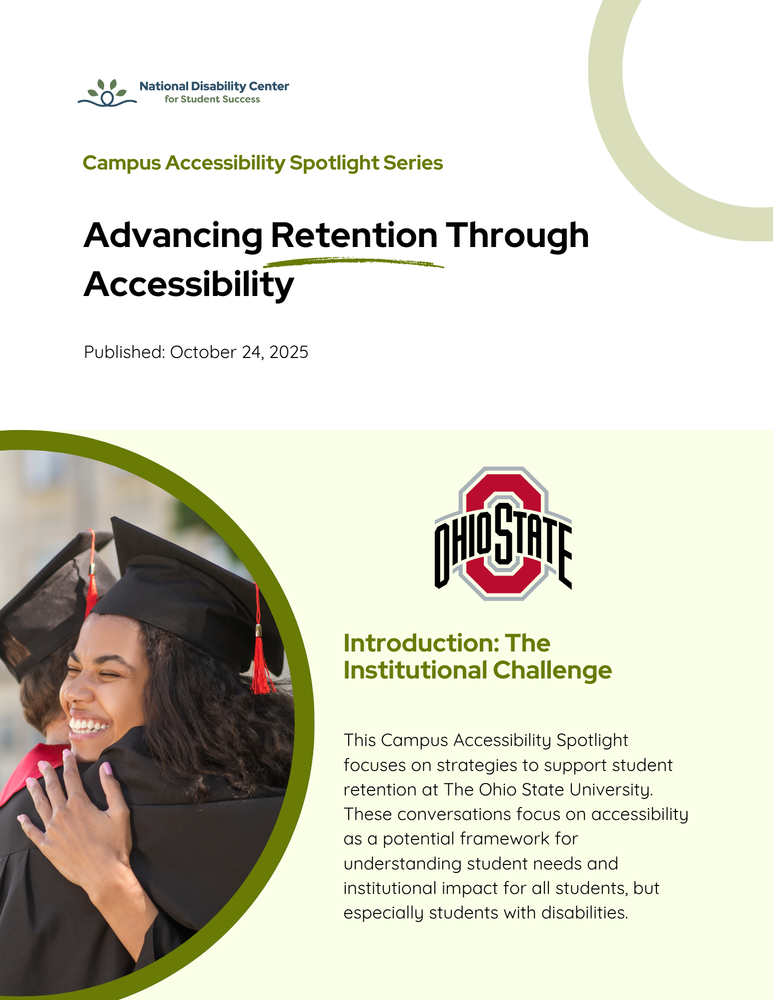 National Disability Center
for Student Success
Campus Accessibility Spotlight Series
Advancing Retention Through
Accessibility
Published: October 24, 2025
OHIO STATE
Introduction: The
Institutional Challenge
This Campus Accessibility Spotlight
focuses on strategies to support student
retention at The Ohio State University.
These conversations focus on accessibility
as a potential framework for
understanding student needs and
institutional impact for all students, but
especially students with disabilities.